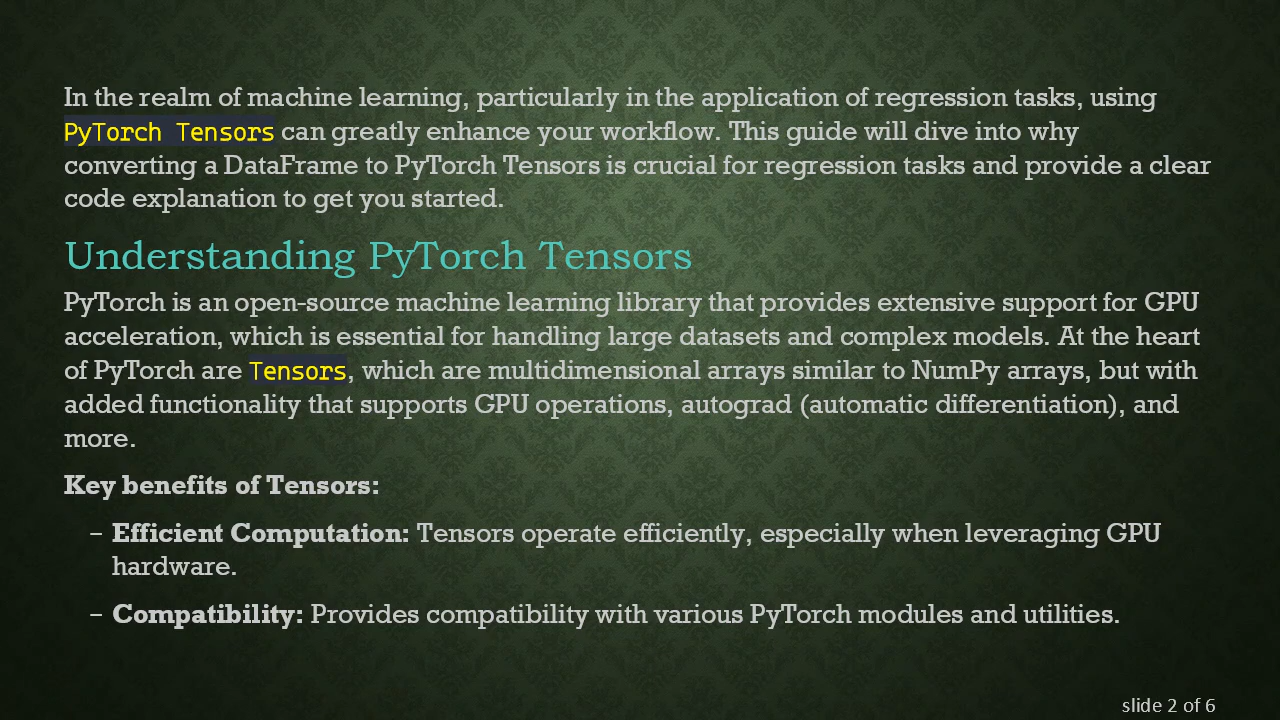 In the realm of machine learning, particularly in the application of regression tasks, using
PyTorch Tensors can greatly enhance your workflow. This guide will dive into why
converting a DataFrame to PyTorch Tensors is crucial for regression tasks and provide a clear
code explanation to get you started.
Understanding PyTorch Tensors
PyTorch is an open-source machine learning library that provides extensive support for GPU
acceleration, which is essential for handling large datasets and complex models. At the heart
of PyTorch are Tensors, which are multidimensional arrays similar to NumPy arrays, but with
added functionality that supports GPU operations, autograd (automatic differentiation), and
more.
Key benefits of Tensors:
– Efficient Computation: Tensors operate efficiently, especially when leveraging GPU
hardware.
– Compatibility: Provides compatibility with various PyTorch modules and utilities.
slide 2 of 6